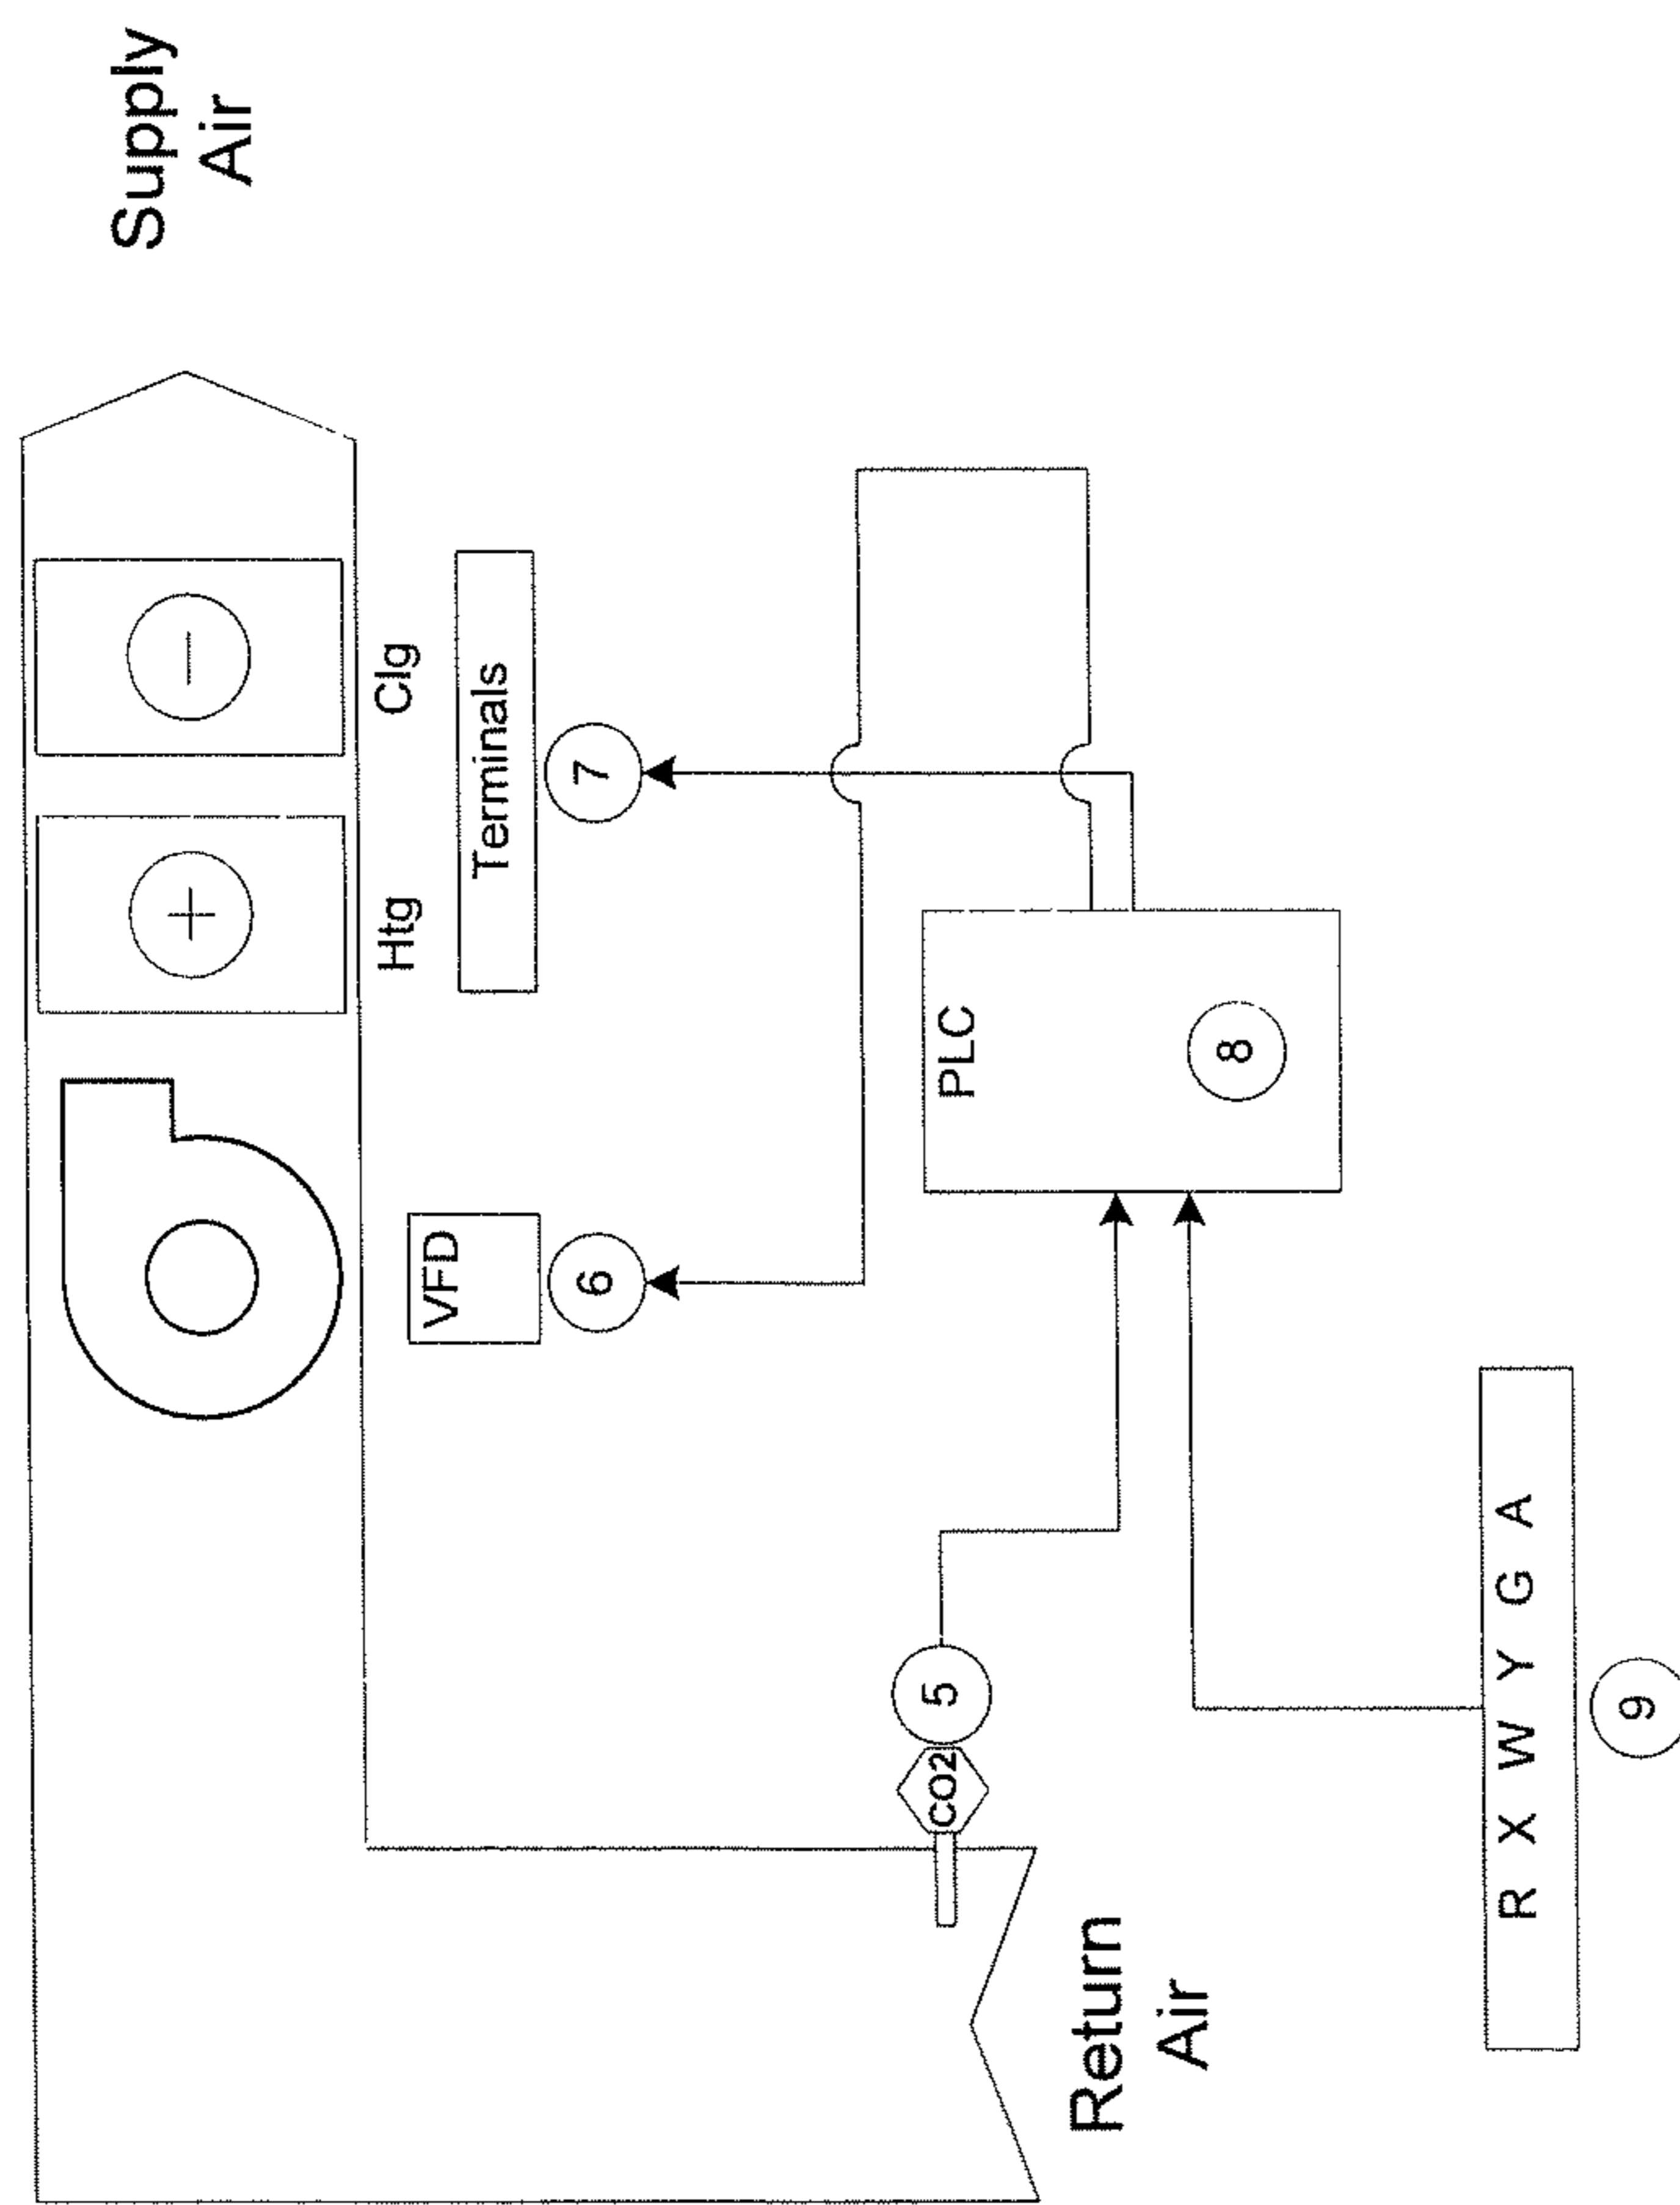 Supply
Air
+
−
Htg
Clg
VFD
Terminals
6
7
CO2
5
PLC
8
Return
Air
R X W Y G A
9